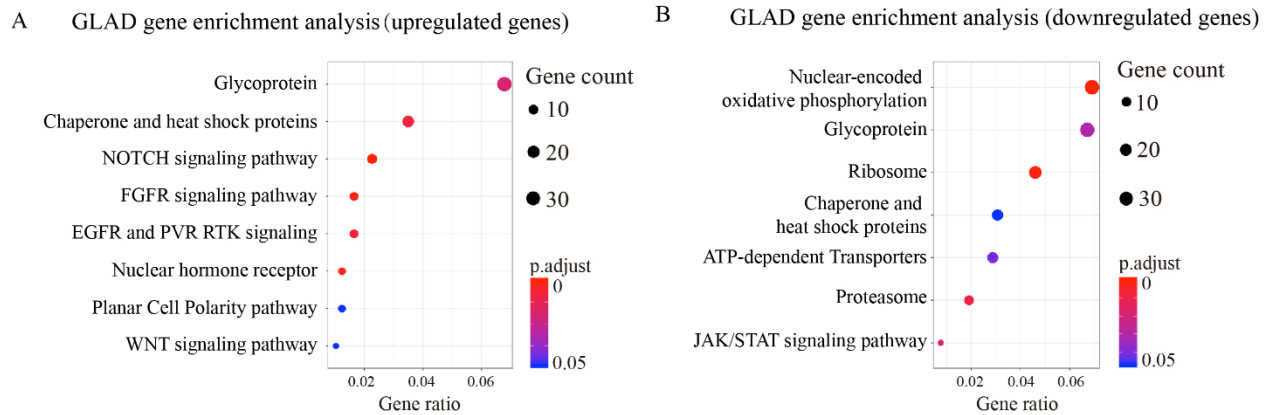 A
GLAD gene enrichment analysis (upregulated genes)
Glycoprotein
Chaperone and heat shock proteins
NOTCH signaling pathway
FGFR signaling pathway
EGFR and PVR RTK signaling
Nuclear hormone receptor
Planar Cell Polarity pathway
WNT signaling pathway
0.02
0.04
0.06
Gene ratio
Gene count
10
20
30
p.adjust
0
0.05
B
GLAD gene enrichment analysis (downregulated genes)
Nuclear-encoded
oxidative phosphorylation
Glycoprotein
Ribosome
Chaperone and
heat shock proteins
ATP-dependent Transporters
Proteasome
JAK/STAT signaling pathway
0.02
0.04
0.06
Gene ratio
Gene count
10
20
30
p.adjust
0
0.05